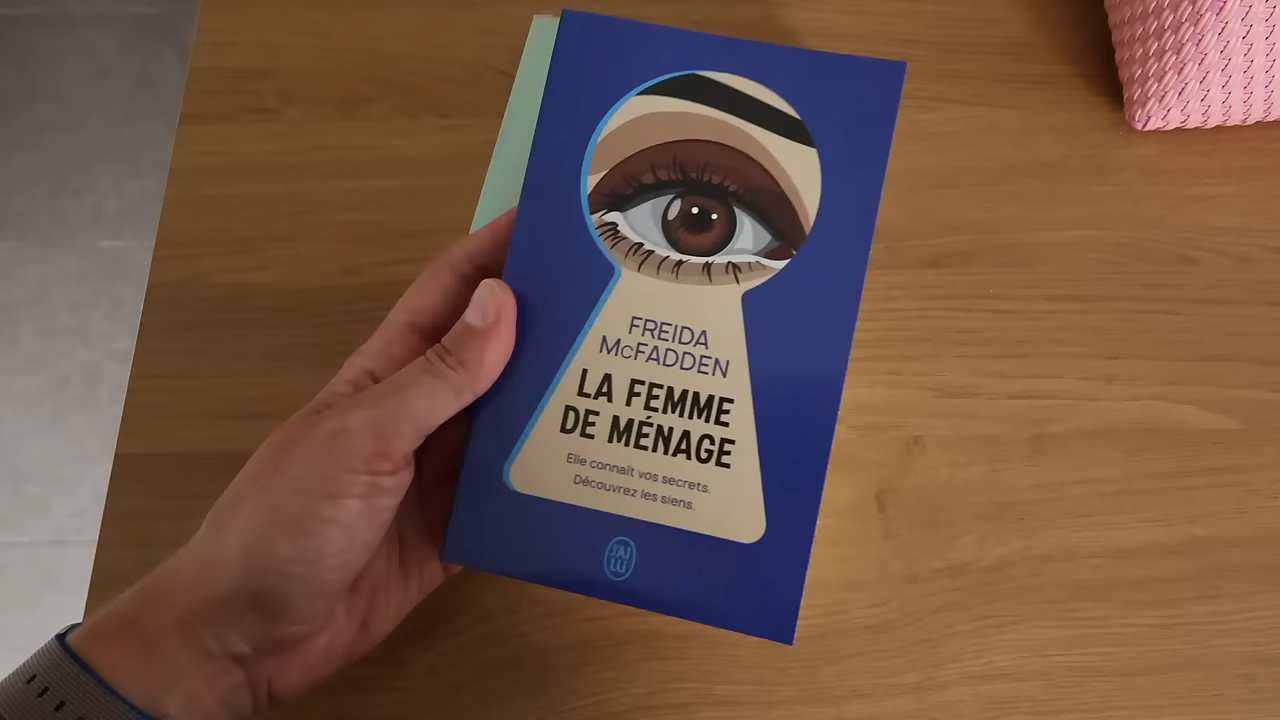 FREIDA
McFADDEN
LA FEMME
DE MÉNAGE
Elle connaît vos secrets.
Découvrez les siens.
J'AI
LU